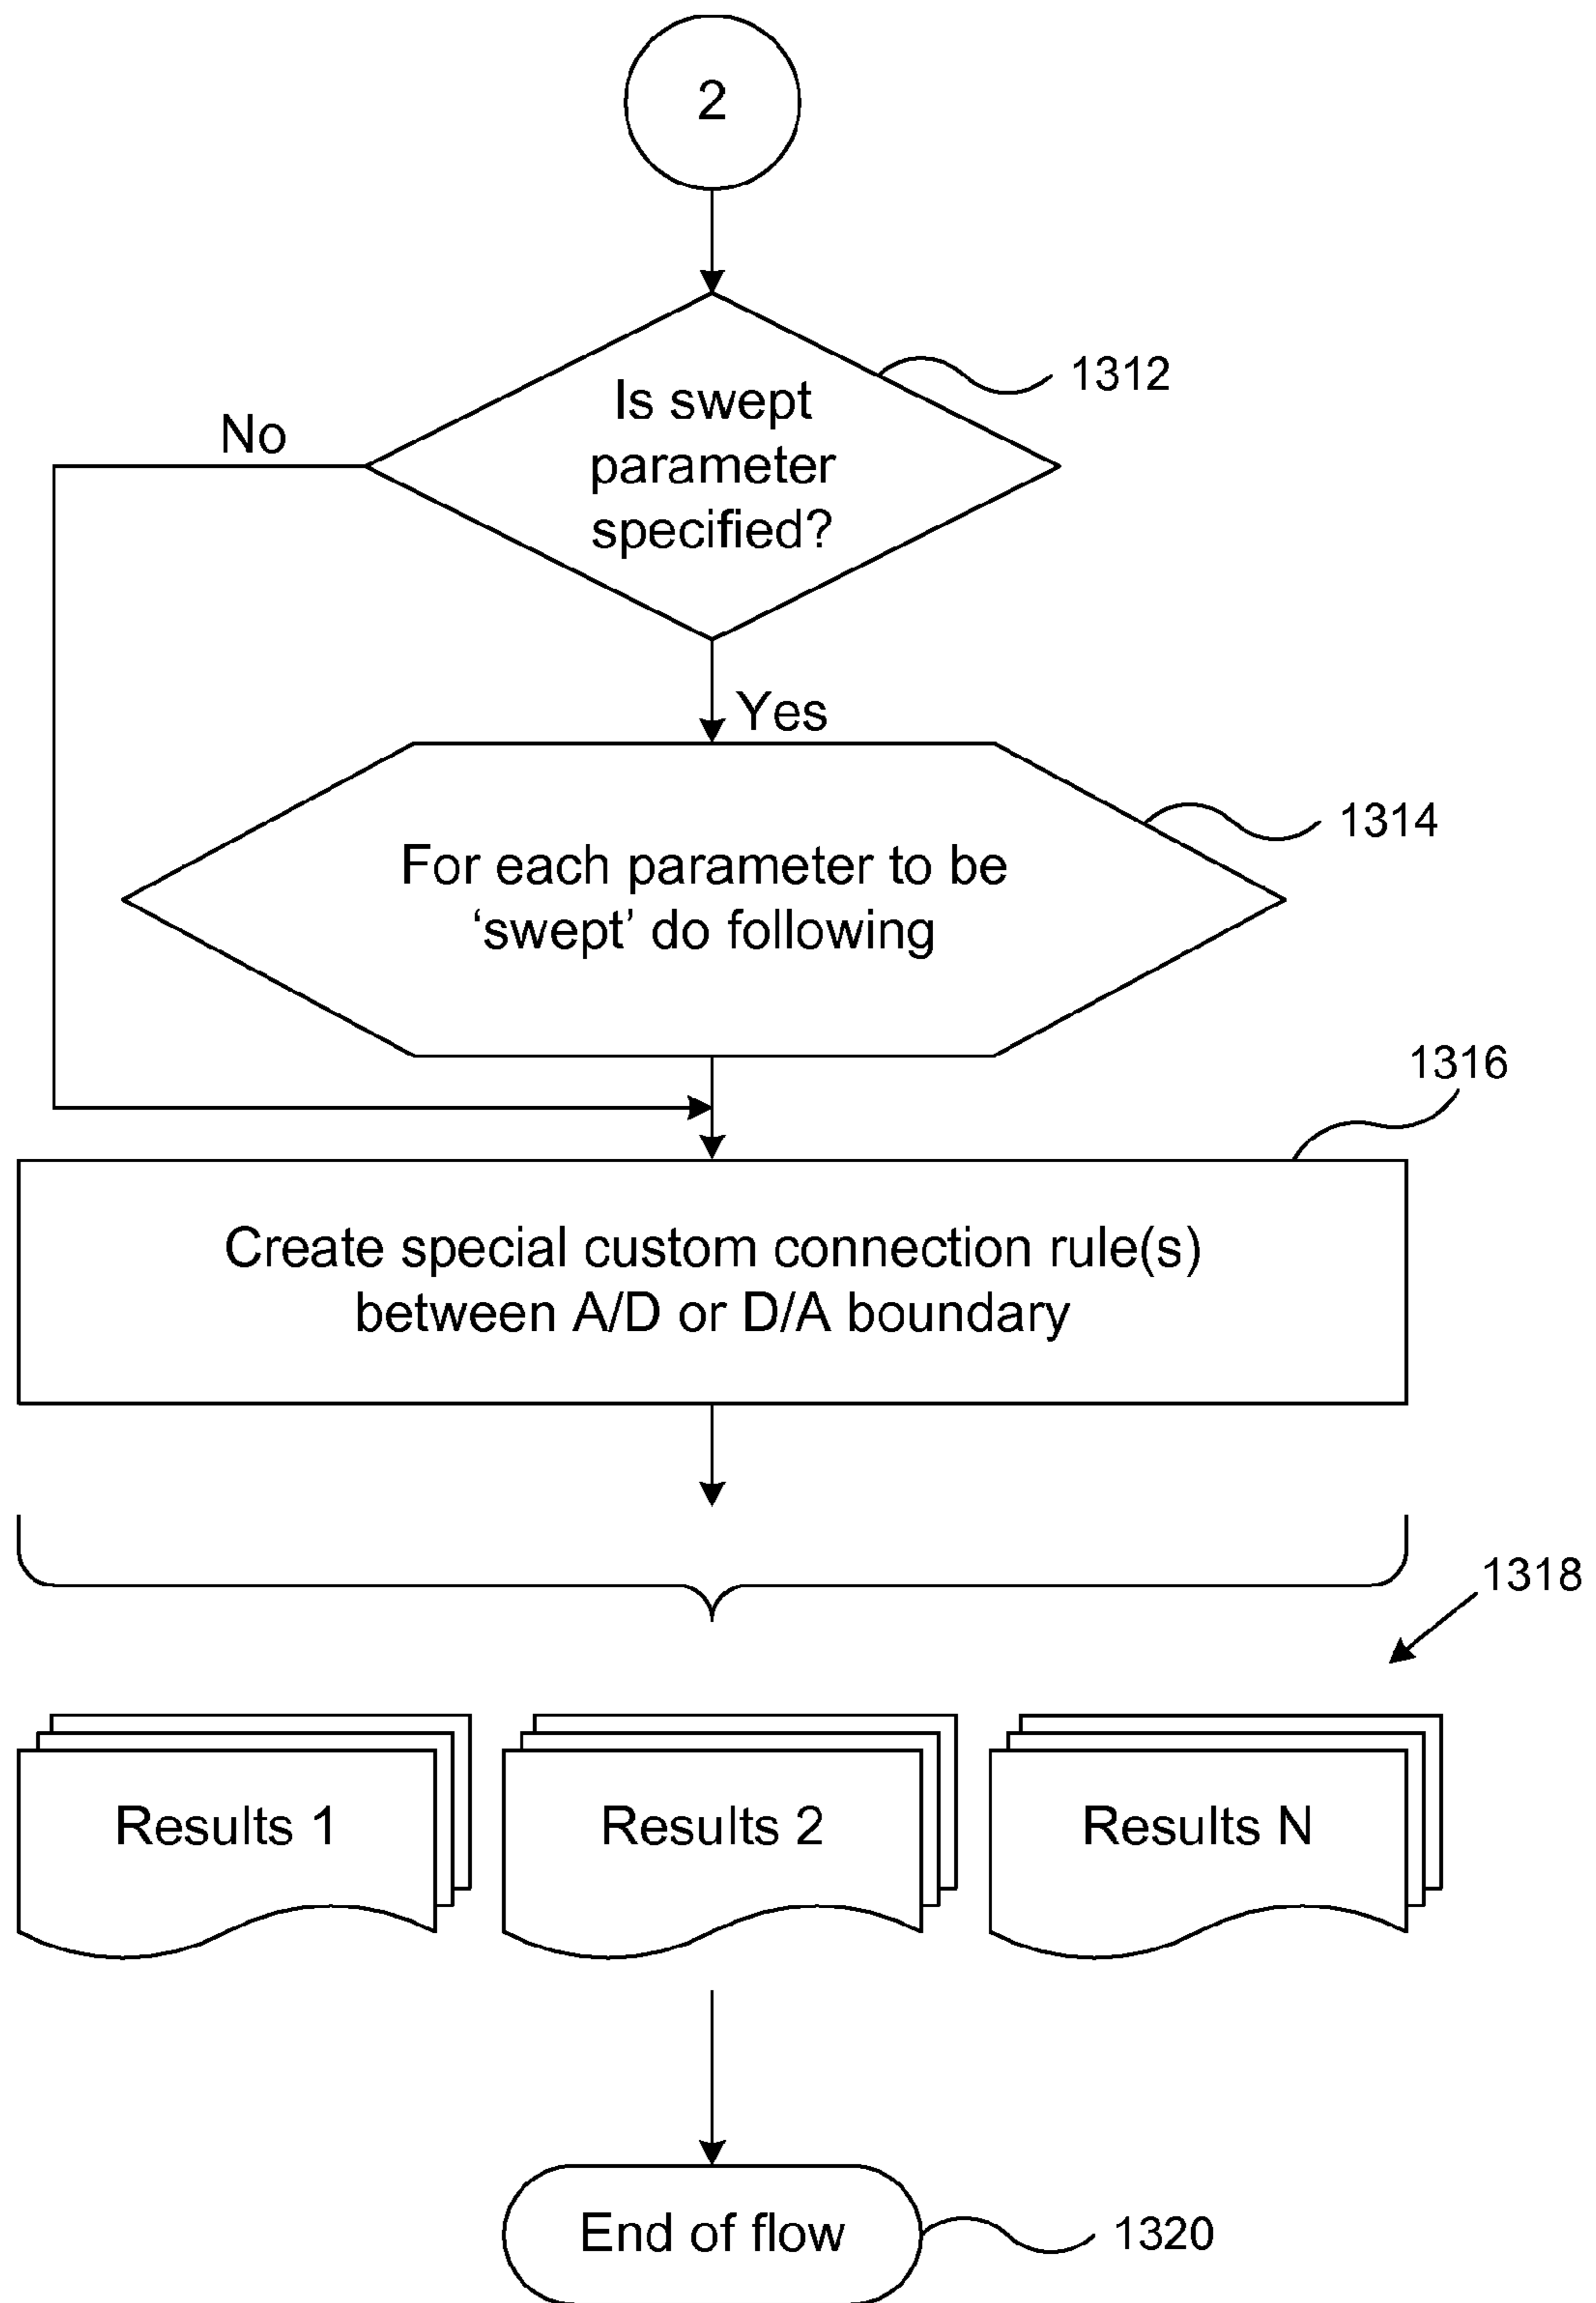 2
Is swept
parameter
specified?
1312
No
Yes
For each parameter to be
‘swept’ do following
1314
1316
Create special custom connection rule(s)
between A/D or D/A boundary
1318
Results 1
Results 2
Results N
End of flow
1320